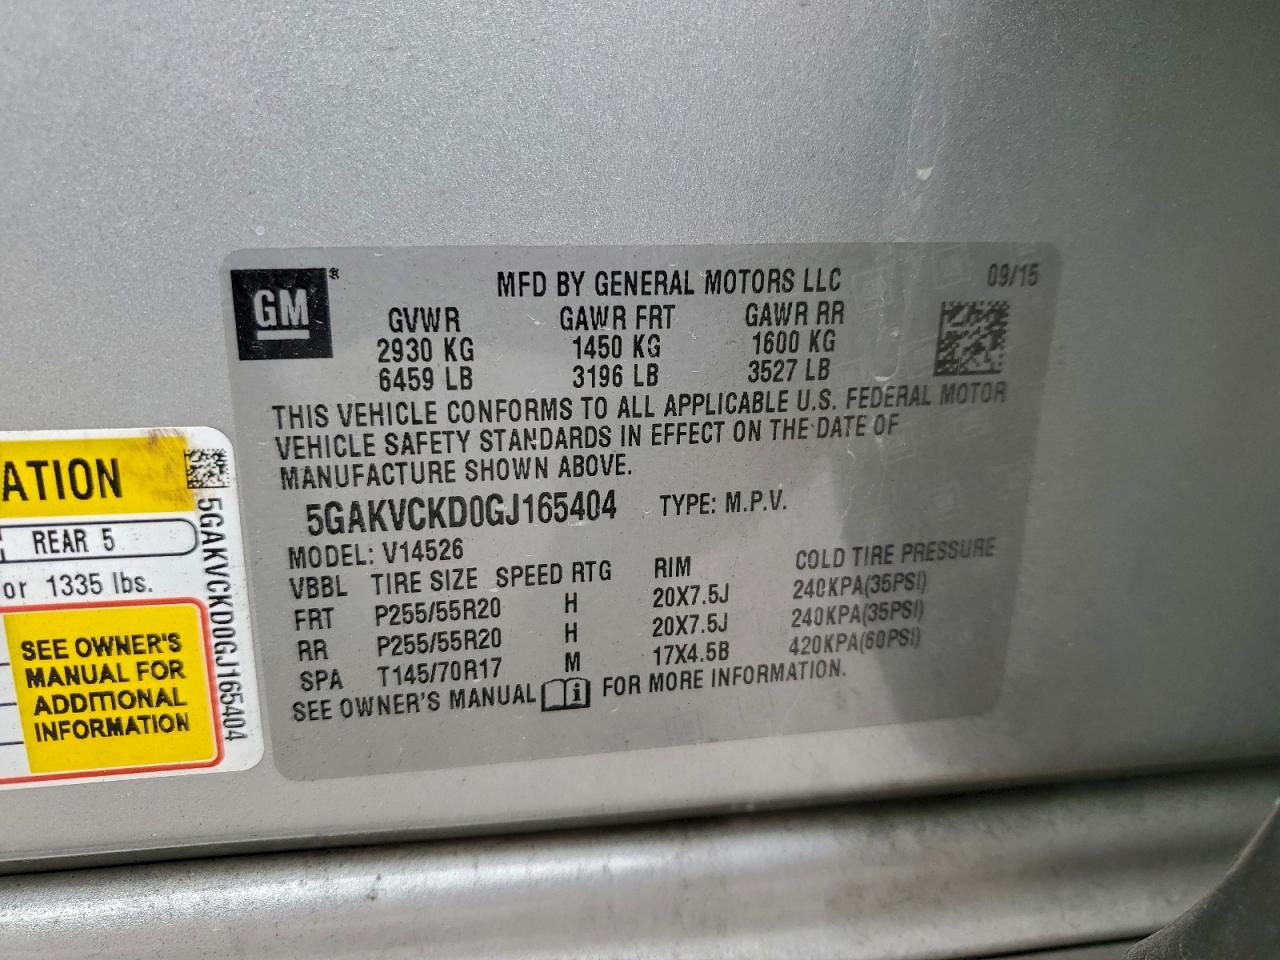 GM
MFD BY GENERAL MOTORS LLC
09/15
GVWR GAWR FRT GAWR RR
2930 KG 1450 KG 1600 KG
6459 LB 3196 LB 3527 LB
THIS VEHICLE CONFORMS TO ALL APPLICABLE U.S. FEDERAL MOTOR
VEHICLE SAFETY STANDARDS IN EFFECT ON THE DATE OF
MANUFACTURE SHOWN ABOVE.
5GAKVCKD0GJ165404 TYPE: M.P.V.
MODEL: V14526
VBBL TIRE SIZE SPEED RTG RIM COLD TIRE PRESSURE
FRT P255/55R20 H 20X7.5J 240KPA(35PSI)
RR P255/55R20 H 20X7.5J 240KPA(35PSI)
SPA T145/70R17 M 17X4.5B 420KPA(60PSI)
SEE OWNER'S MANUAL i FOR MORE INFORMATION.
ATION
REAR 5
or 1335 lbs.
SEE OWNER'S
MANUAL FOR
ADDITIONAL
INFORMATION
5GAKVCKD0GJ165404